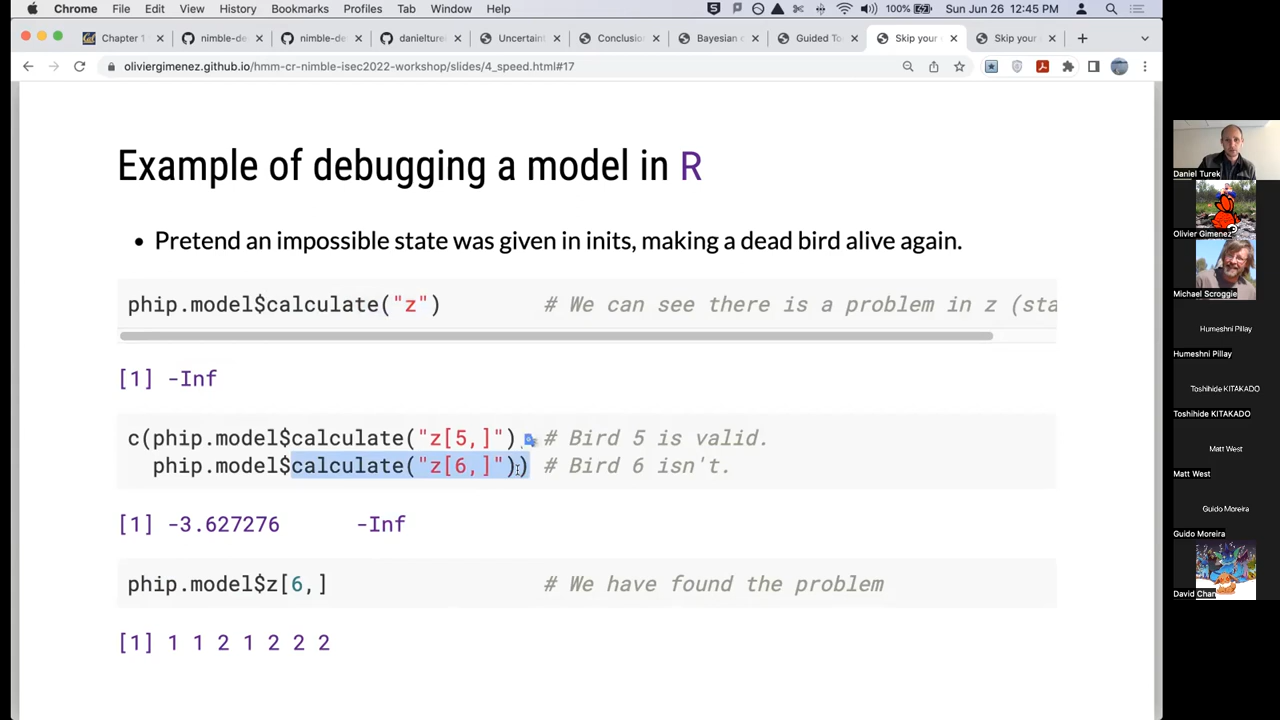 Chrome File Edit View History Bookmarks Profiles Tab Window Help 100% Sun Jun 26 12:45 PM
Chapter 1 nimble-de nimble-de danielture Uncertaint Conclusion Bayesian c Guided To Skip your Skip your
oliviergimenez.github.io/hmm-cr-nimble-isec2022-workshop/slides/4_speed.html#17
Example of debugging a model in R
• Pretend an impossible state was given in inits, making a dead bird alive again.
phip.model$calculate("z") # We can see there is a problem in z (sta
[1] -Inf
c(phip.model$calculate("z[5,]") # Bird 5 is valid.
phip.model$calculate("z[6,]")) # Bird 6 isn't.
[1] -3.627276 -Inf
phip.model$z[6,] # We have found the problem
[1] 1 1 2 1 2 2 2
Daniel Turek
Olivier Gimenez
Michael Scroggie
Humeshni Pillay
Humeshni Pillay
Toshihide KITAKADO
Toshihide KITAKADO
Matt West
Matt West
Guido Moreira
Guido Moreira
David Chan